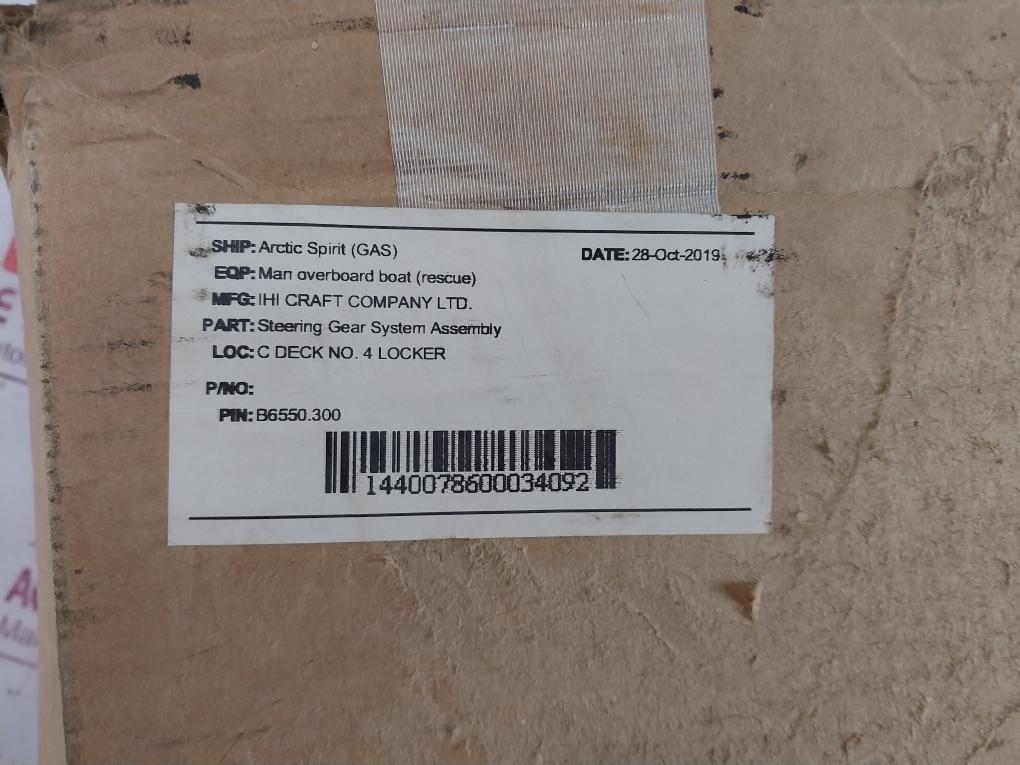 SHIP: Arctic Spirit (GAS) DATE: 28-Oct-2019
EQP: Man overboard boat (rescue)
MFG: IHI CRAFT COMPANY LTD.
PART: Steering Gear System Assembly
LOC: C DECK NO. 4 LOCKER
P/NO:
PIN: B6550.300
1440078600034092